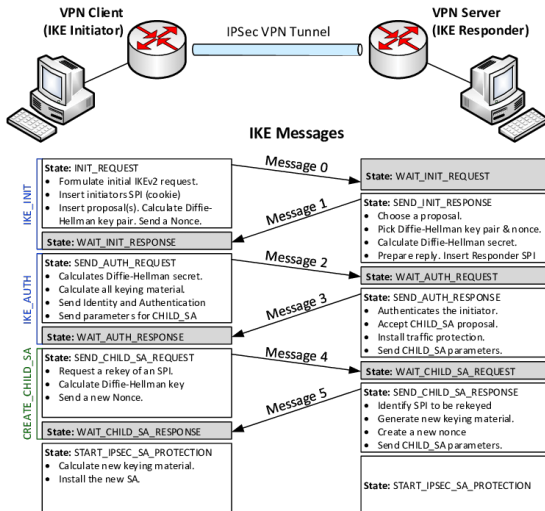 VPN Client
(IKE Initiator)
VPN Server
(IKE Responder)
IPSec VPN Tunnel
IKE Messages
IKE_INIT
State: INIT_REQUEST
• Formulate initial IKEv2 request.
• Insert initiators SPI (cookie)
• Insert proposal(s). Calculate Diffie-
Hellman key pair. Send a Nonce.
Message 0
State: WAIT_INIT_REQUEST
State: SEND_INIT_RESPONSE
• Choose a proposal.
• Pick Diffie-Hellman key pair & nonce.
• Calculate Diffie-Hellman secret.
• Prepare reply. Insert Responder SPI
Message 1
State: WAIT_INIT_RESPONSE
IKE_AUTH
State: SEND_AUTH_REQUEST
• Calculates Diffie-Hellman secret.
• Calculate all keying material.
• Send Identity and Authentication
• Send parameters for CHILD_SA
Message 2
State: WAIT_AUTH_REQUEST
State: SEND_AUTH_RESPONSE
• Authenticates the initiator.
• Accept CHILD_SA proposal.
• Install traffic protection.
• Send CHILD_SA parameters.
Message 3
State: WAIT_AUTH_RESPONSE
CREATE_CHILD_SA
State: SEND_CHILD_SA_REQUEST
• Request a rekey of an SPI.
• Calculate Diffie-Hellman key
• Send a new Nonce.
Message 4
State: WAIT_CHILD_SA_REQUEST
State: SEND_CHILD_SA_RESPONSE
• Identify SPI to be rekeyed
• Generate new keying material.
• Create a new nonce
• Send CHILD_SA parameters.
Message 5
State: WAIT_CHILD_SA_RESPONSE
State: START_IPSEC_SA_PROTECTION
• Calculate new keying material.
• Install the new SA.
State: START_IPSEC_SA_PROTECTION